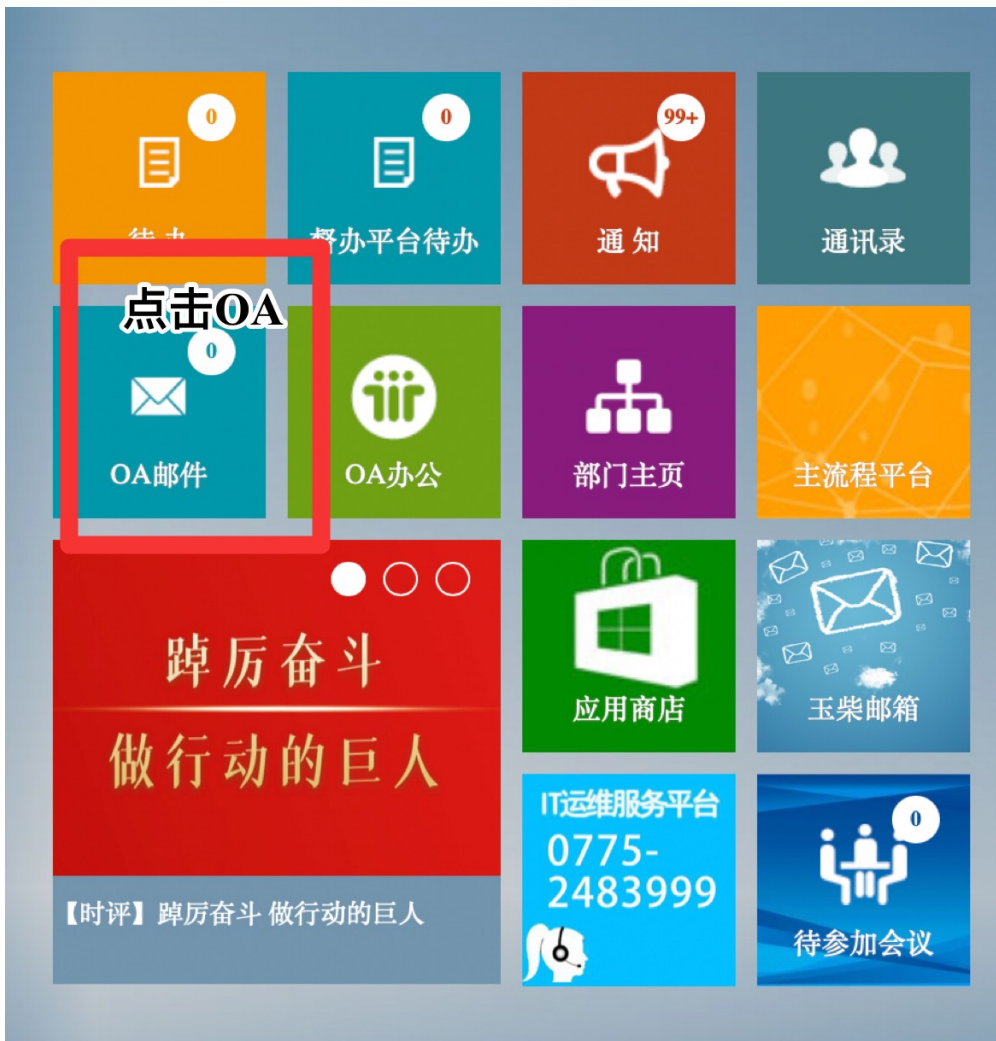 0
0
99+
待 办
督办平台待办
通 知
通讯录
点击OA
0
OA邮件
OA办公
部门主页
主流程平台
踔厉奋斗
做行动的巨人
【时评】踔厉奋斗 做行动的巨人
应用商店
玉柴邮箱
IT运维服务平台
0775-
2483999
0
待参加会议